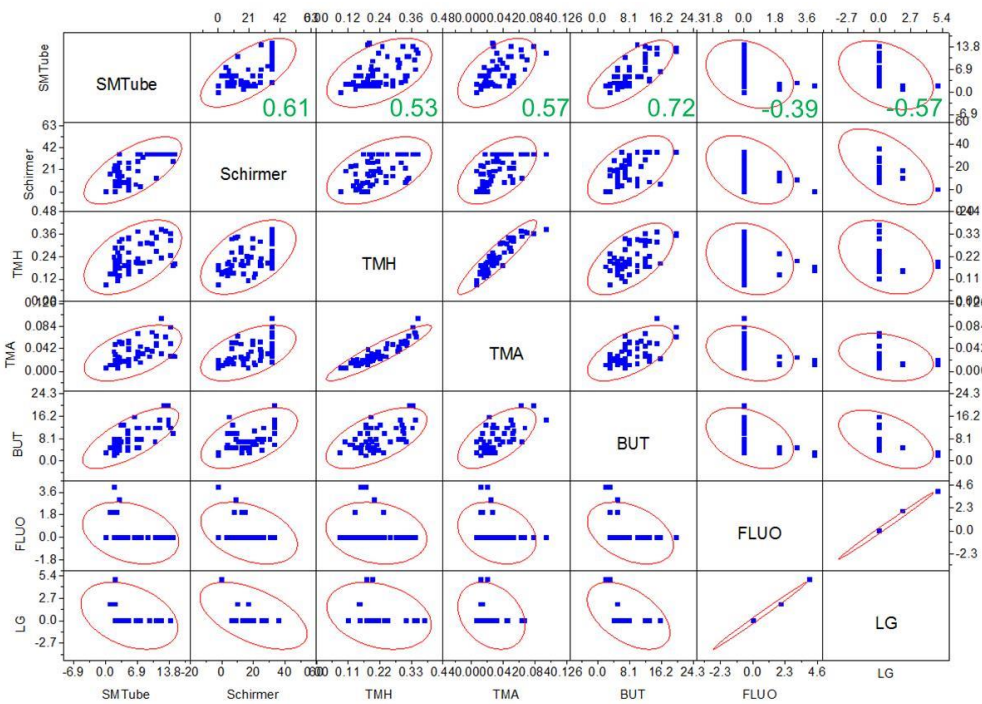 0 21 42 63 0.00 0.12 0.24 0.36 0.48 0.000 0.042 0.084 0.126 0.0 8.1 16.2 24.3 -1.8 0.0 1.8 3.6 -2.7 0.0 2.7 5.4
SMTube SMTube 0.61 0.53 0.57 0.72 -0.39 -0.57 13.8 6.9 0.0 -6.9
63 42 21 0 Schirmer Schirmer 60 40 20 0
0.48 0.36 0.24 0.12 TMH TMH 0.33 0.22 0.11
TMA 0.084 0.042 0.000 TMA 0.084
24.3 16.2 8.1 0.0 BUT BUT 24.3 16.2 8.1 0.0
3.6 1.8 0.0 -1.8 FLUO FLUO 4.6 2.3 0.0 -2.3
5.4 2.7 0.0 -2.7 LG LG
-6.9 0.0 6.9 13.8 0 20 40 60 0.11 0.22 0.33 0.44 0.000 0.042 0.084 0.126 0.0 8.1 16.2 24.3 -2.3 0.0 2.3 4.6
SMTube Schirmer TMH TMA BUT FLUO LG